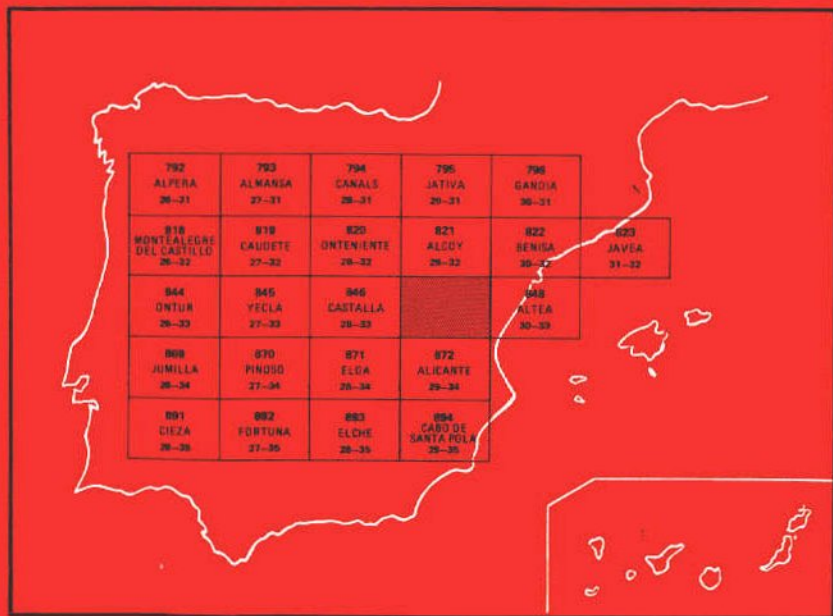 792
ALPERA
26-31
793
ALMANSA
27-31
794
CANALS
28-31
795
JATIVA
29-31
796
GANDIA
30-31
818
MONTEALEGRE
DEL CASTILLO
26-32
819
CAUDETE
27-32
820
ONTENIENTE
28-32
821
ALCOY
29-32
822
BENISA
30-32
823
JAVEA
31-32
844
ONTUR
26-33
845
YECLA
27-33
846
CASTALLA
28-33
848
ALTEA
30-33
869
JUMILLA
26-34
870
PINOSO
27-34
871
ELDA
28-34
872
ALICANTE
29-34
891
CIEZA
26-35
892
FORTUNA
27-35
893
ELCHE
28-35
894
CABO DE
SANTA POLA
29-35